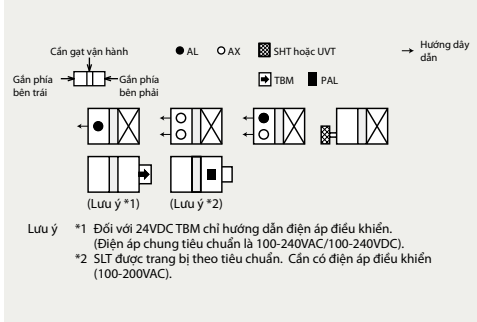 Cần gạt vận hành
AL
AX
SHT hoặc UVT
Hướng dây
dẫn
Gắn phía
bên trái
Gắn phía
bên phải
TBM
PAL
(Lưu ý *1)
(Lưu ý *2)
Lưu ý *1 Đối với 24VDC TBM chỉ hướng dẫn điện áp điều khiển.
(Điện áp chung tiêu chuẩn là 100-240VAC/100-240VDC).
*2 SLT được trang bị theo tiêu chuẩn. Cần có điện áp điều khiển
(100-200VAC).